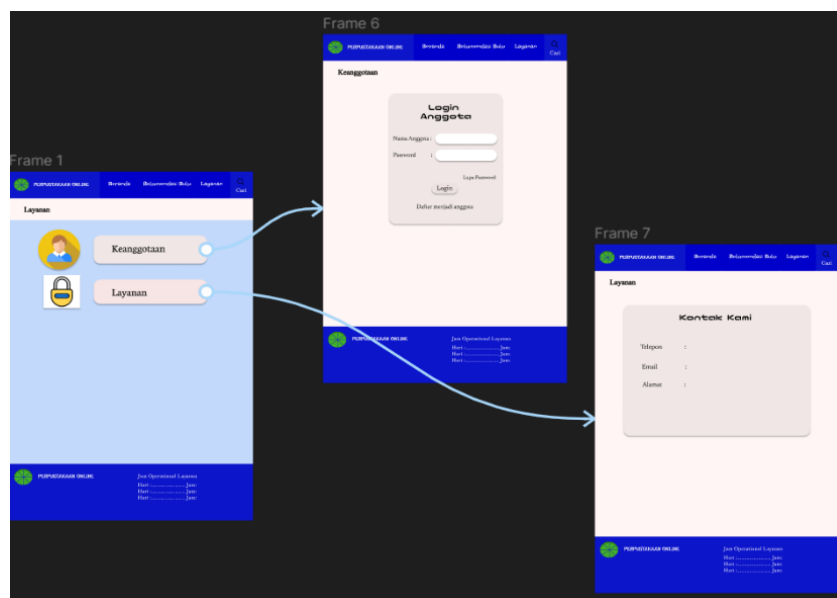 Frame 6
PERPUSTAKAAN ONLINE
Beranda
Rekomendasi Buku
Layanan
Cari
Keanggotaan
Login
Anggota
Nama Anggota :
Password :
Lupa Password
Login
Daftar menjadi anggota
PERPUSTAKAAN ONLINE
Jam Operasional Layanan
Hari :....................Jam:
Hari :....................Jam:
Hari :....................Jam:
Frame 1
PERPUSTAKAAN ONLINE
Beranda
Rekomendasi Buku
Layanan
Cari
Layanan
Keanggotaan
Layanan
PERPUSTAKAAN ONLINE
Jam Operasional Layanan
Hari :....................Jam:
Hari :....................Jam:
Hari :....................Jam:
Frame 7
PERPUSTAKAAN ONLINE
Beranda
Rekomendasi Buku
Layanan
Cari
Layanan
Kontak Kami
Telepon :
Email :
Alamat :
PERPUSTAKAAN ONLINE
Jam Operasional Layanan
Hari :....................Jam:
Hari :....................Jam:
Hari :....................Jam: